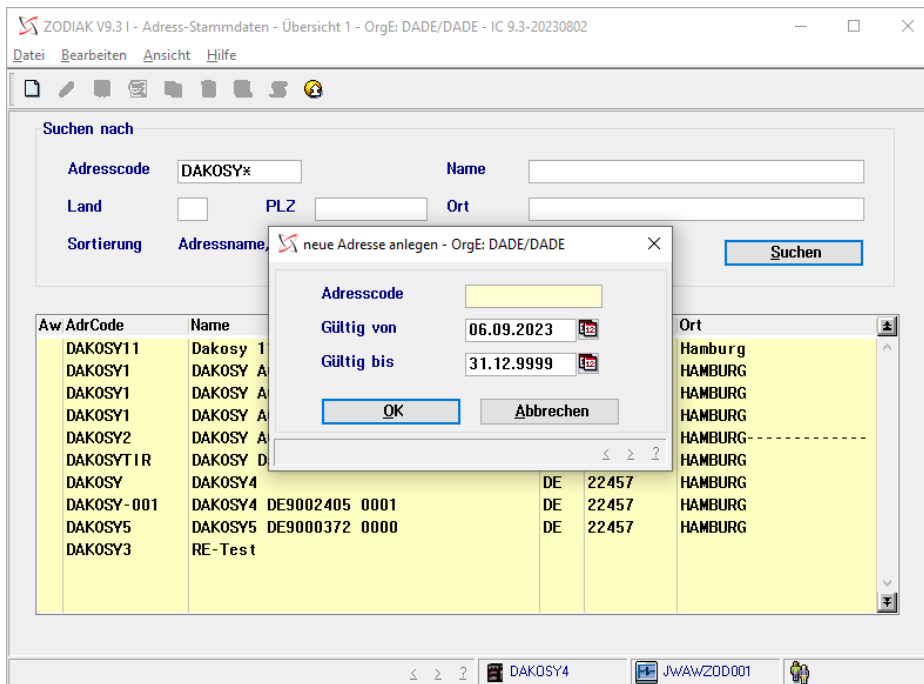 ZODIAK V9.3 I - Adress-Stammdaten - Übersicht 1 - OrgE: DADE/DADE - IC 9.3-20230802
Datei Bearbeiten Ansicht Hilfe
Suchen nach
Adresscode DAKOSY* Name
Land PLZ Ort
Sortierung Adressname, Suchen
neue Adresse anlegen - OrgE: DADE/DADE
Adresscode
Gültig von 06.09.2023
Gültig bis 31.12.9999
OK Abbrechen
< > ?
Aw AdrCode Name Ort
DAKOSY11 Dakosy Hamburg
DAKOSY1 DAKOSY HAMBURG
DAKOSY1 DAKOSY HAMBURG
DAKOSY1 DAKOSY HAMBURG
DAKOSY2 DAKOSY HAMBURG-------------
DAKOSYTIR DAKOSY HAMBURG
DAKOSY DAKOSY4 DE 22457 HAMBURG
DAKOSY-001 DAKOSY4 DE9002405 0001 DE 22457 HAMBURG
DAKOSY5 DAKOSY5 DE9000372 0000 DE 22457 HAMBURG
DAKOSY3 RE-Test
< > ? DAKOSY4 JWAWZOD001